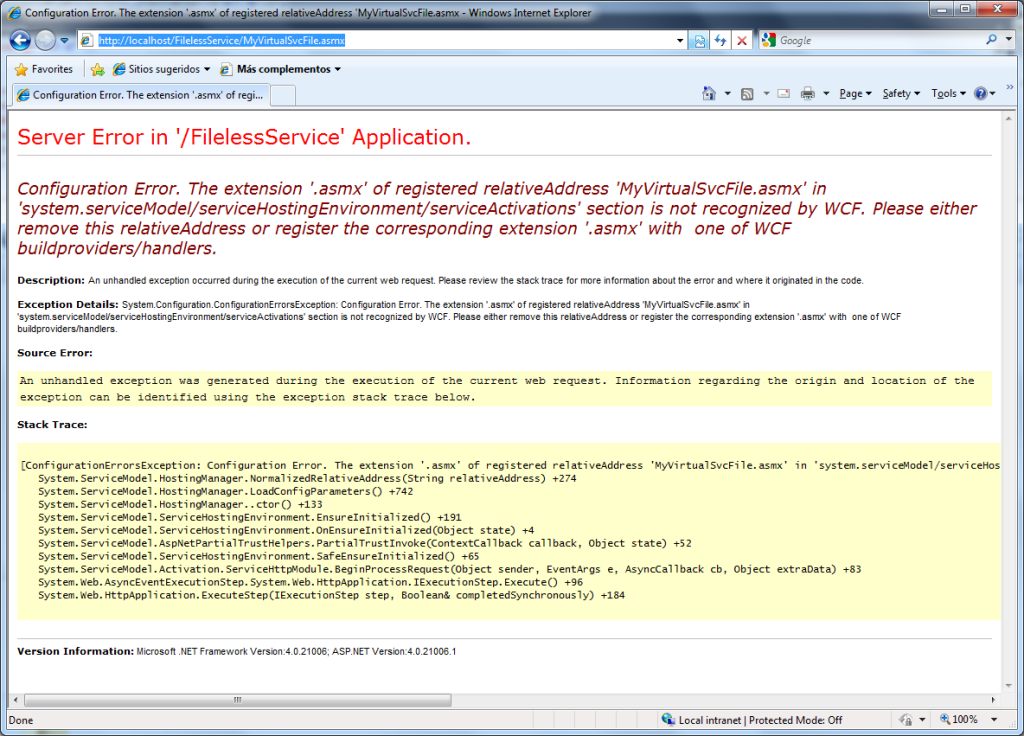 Configuration Error. The extension '.asmx' of registered relativeAddress 'MyVirtualSvcFile.asmx - Windows Internet Explorer
http://localhost/FilelessService/MyVirtualSvcFile.asmx
Google
Favorites Sitios sugeridos Más complementos
Configuration Error. The extension '.asmx' of regi...
Page Safety Tools
Server Error in '/FilelessService' Application.
Configuration Error. The extension '.asmx' of registered relativeAddress 'MyVirtualSvcFile.asmx' in
'system.serviceModel/serviceHostingEnvironment/serviceActivations' section is not recognized by WCF. Please either
remove this relativeAddress or register the corresponding extension '.asmx' with  one of WCF
buildproviders/handlers.
Description: An unhandled exception occurred during the execution of the current web request. Please review the stack trace for more information about the error and where it originated in the code.
Exception Details: System.Configuration.ConfigurationErrorsException: Configuration Error. The extension '.asmx' of registered relativeAddress 'MyVirtualSvcFile.asmx' in
'system.serviceModel/serviceHostingEnvironment/serviceActivations' section is not recognized by WCF. Please either remove this relativeAddress or register the corresponding extension '.asmx' with  one of WCF
buildproviders/handlers.
Source Error:
An unhandled exception was generated during the execution of the current web request. Information regarding the origin and location of the
exception can be identified using the exception stack trace below.
Stack Trace:
[ConfigurationErrorsException: Configuration Error. The extension '.asmx' of registered relativeAddress 'MyVirtualSvcFile.asmx' in 'system.serviceModel/serviceHos
System.ServiceModel.HostingManager.NormalizedRelativeAddress(String relativeAddress) +274
System.ServiceModel.HostingManager.LoadConfigParameters() +742
System.ServiceModel.HostingManager..ctor() +133
System.ServiceModel.ServiceHostingEnvironment.EnsureInitialized() +191
System.ServiceModel.ServiceHostingEnvironment.OnEnsureInitialized(Object state) +4
System.ServiceModel.AspNetPartialTrustHelpers.PartialTrustInvoke(ContextCallback callback, Object state) +52
System.ServiceModel.ServiceHostingEnvironment.SafeEnsureInitialized() +65
System.ServiceModel.Activation.ServiceHttpModule.BeginProcessRequest(Object sender, EventArgs e, AsyncCallback cb, Object extraData) +83
System.Web.AsyncEventExecutionStep.System.Web.HttpApplication.IExecutionStep.Execute() +96
System.Web.HttpApplication.ExecuteStep(IExecutionStep step, Boolean& completedSynchronously) +184
Version Information: Microsoft .NET Framework Version:4.0.21006; ASP.NET Version:4.0.21006.1
Done Local intranet | Protected Mode: Off 100%